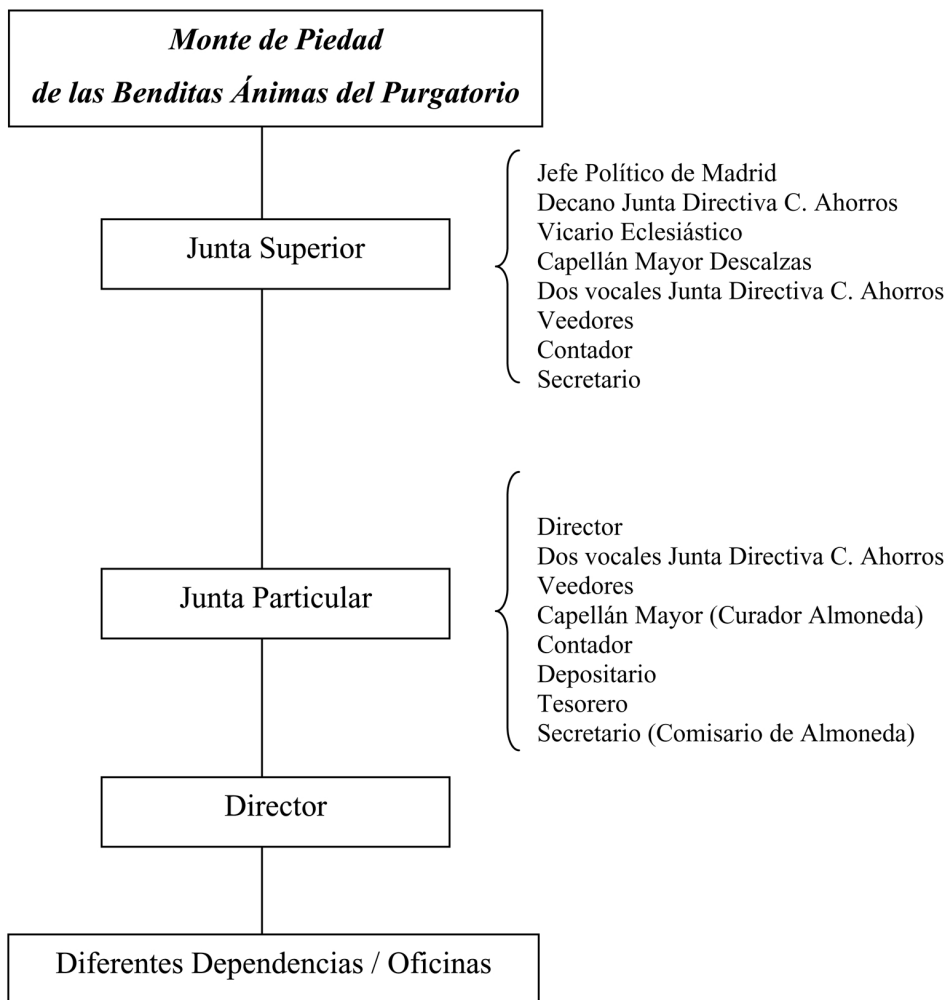 Monte de Piedad
de las Benditas Ánimas del Purgatorio
Junta Superior
Jefe Político de Madrid
Decano Junta Directiva C. Ahorros
Vicario Eclesiástico
Capellán Mayor Descalzas
Dos vocales Junta Directiva C. Ahorros
Veedores
Contador
Secretario
Junta Particular
Director
Dos vocales Junta Directiva C. Ahorros
Veedores
Capellán Mayor (Curador Almoneda)
Contador
Depositario
Tesorero
Secretario (Comisario de Almoneda)
Director
Diferentes Dependencias / Oficinas